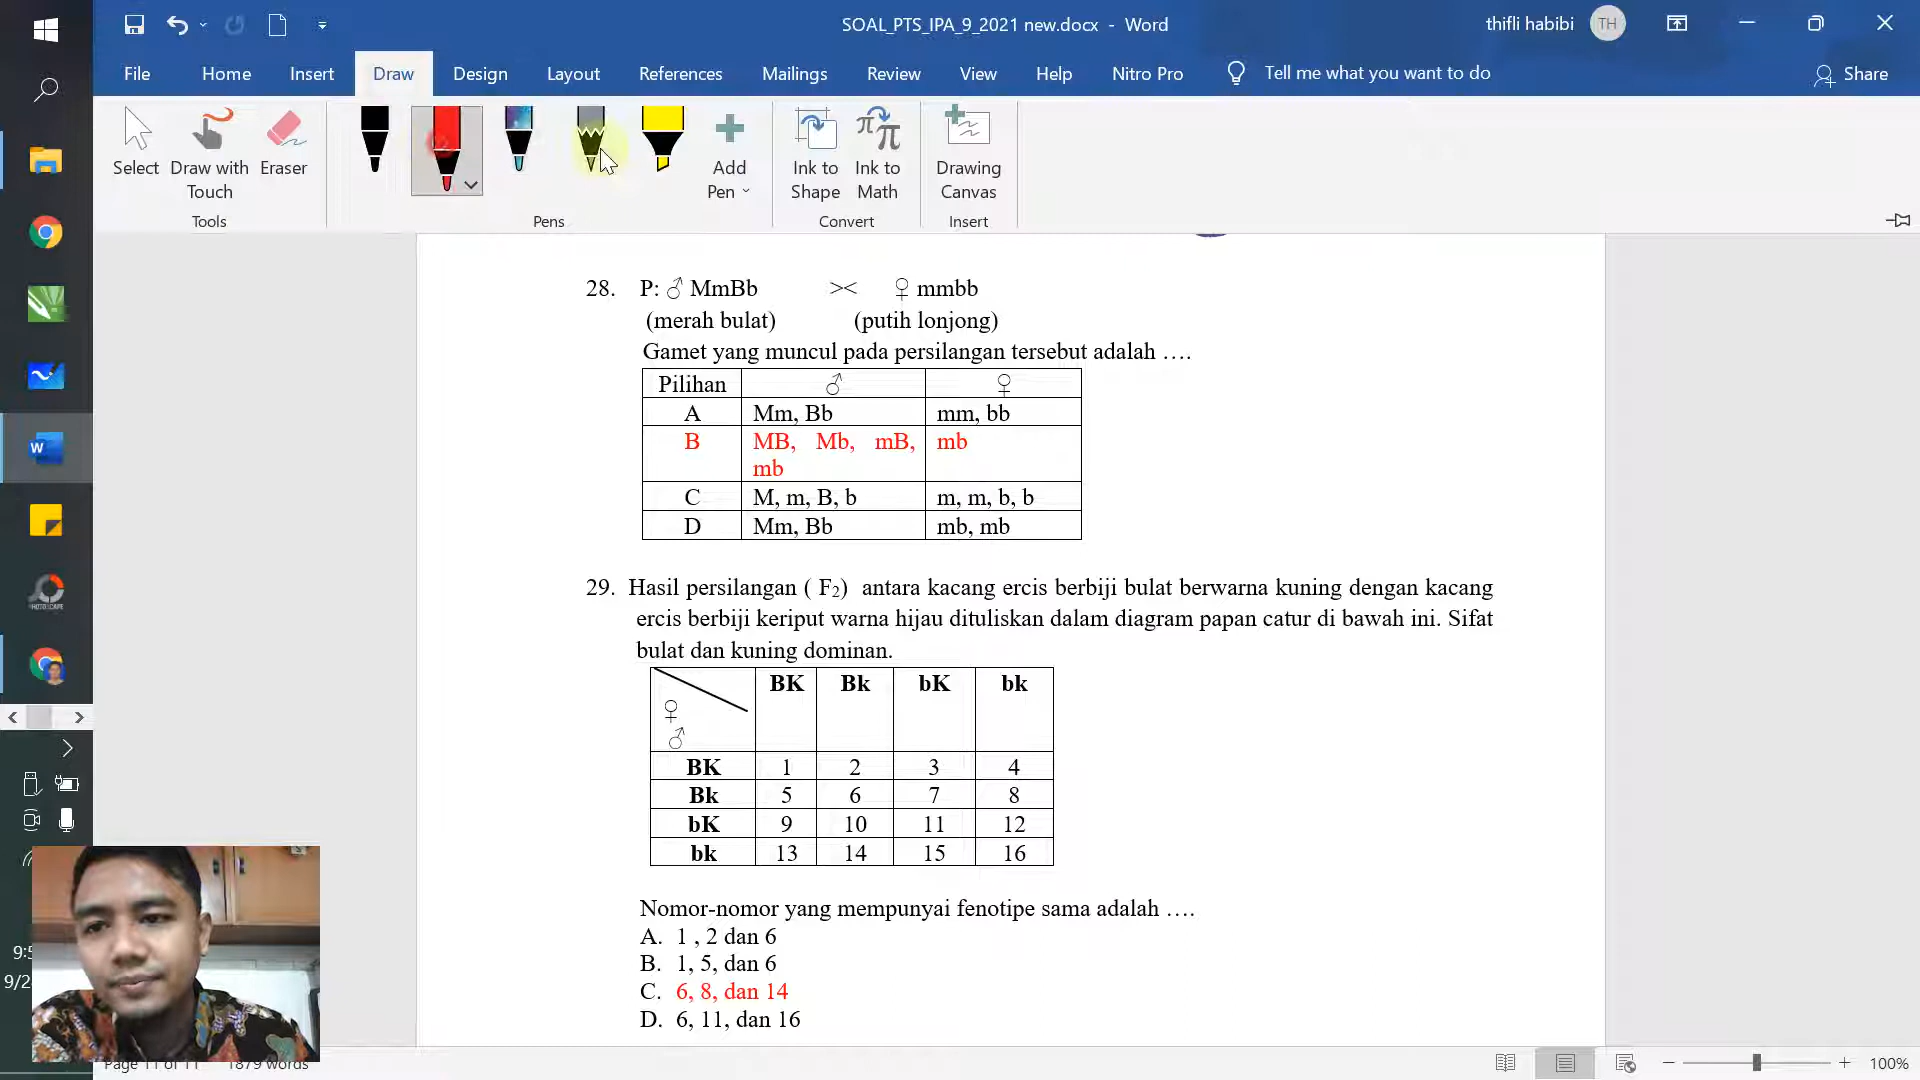 SOAL_PTS_IPA_9_2021 new.docx - Word
thifli habibi
TH
File Home Insert Draw Design Layout References Mailings Review View Help Nitro Pro Tell me what you want to do
Share
Select
Draw with Touch
Eraser
Add Pen
Ink to Shape
Ink to Math
Drawing Canvas
Tools
Pens
Convert
Insert
28. P: ♂ MmBb >< ♀ mmbb
(merah bulat) (putih lonjong)
Gamet yang muncul pada persilangan tersebut adalah ….
Pilihan ♂ ♀
A Mm, Bb mm, bb
B MB, Mb, mB, mb
mb
C M, m, B, b m, m, b, b
D Mm, Bb mb, mb
29. Hasil persilangan ( F2) antara kacang ercis berbiji bulat berwarna kuning dengan kacang
ercis berbiji keriput warna hijau dituliskan dalam diagram papan catur di bawah ini. Sifat
bulat dan kuning dominan.
BK Bk bK bk
♀
♂
BK 1 2 3 4
Bk 5 6 7 8
bK 9 10 11 12
bk 13 14 15 16
Nomor-nomor yang mempunyai fenotipe sama adalah ….
A. 1 , 2 dan 6
B. 1, 5, dan 6
C. 6, 8, dan 14
D. 6, 11, dan 16
Page 11 of 11 1879 words
100%